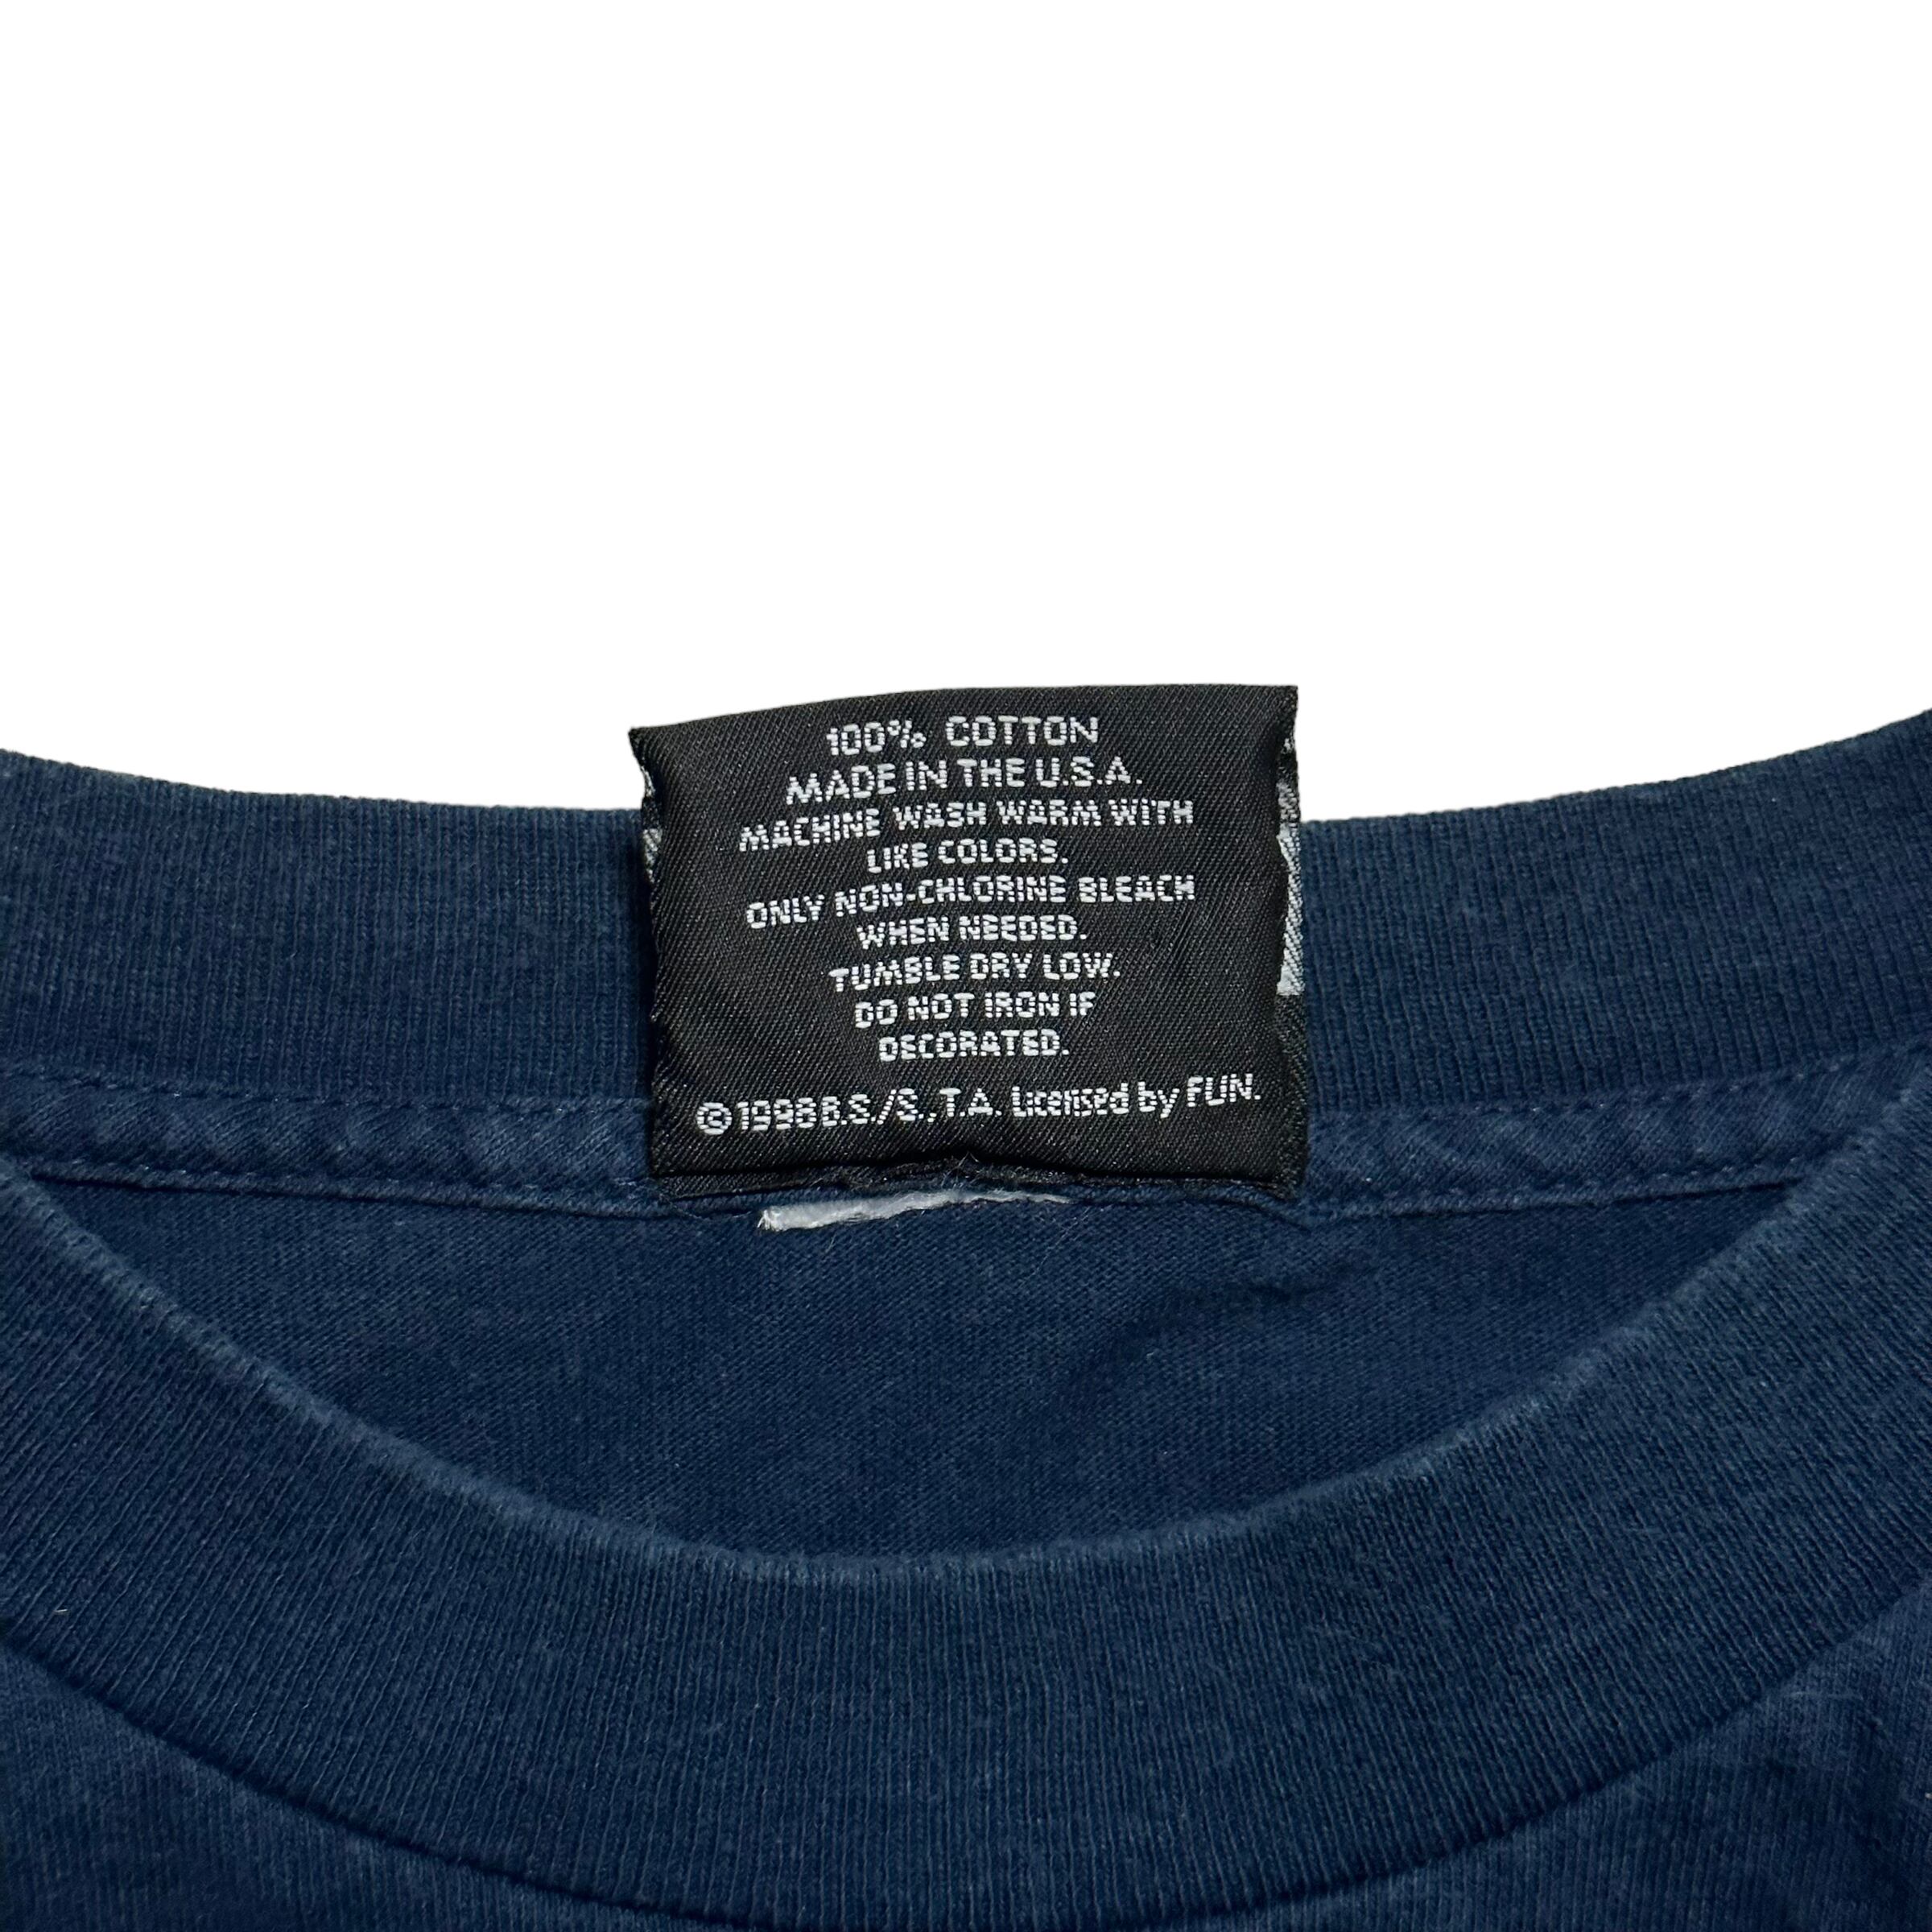 100% COTTON
MADE IN THE U.S.A.
MACHINE WASH WARM WITH
LIKE COLORS.
ONLY NON-CHLORINE BLEACH
WHEN NEEDED.
TUMBLE DRY LOW.
DO NOT IRON IF
DECORATED.
©1998 B.S./S.,T.A. Licensed by FUN.